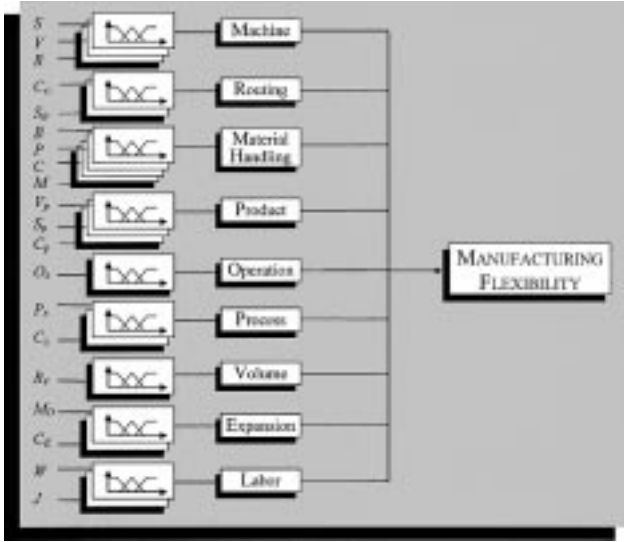 S
V
R
Machine
C
Routing
S
B
P
C
M
Material
Handling
V
S
C
Product
O
Operation
P
C
Process
R
Volume
M
C
Expansion
W
J
Labor
MANUFACTURING
FLEXIBILITY